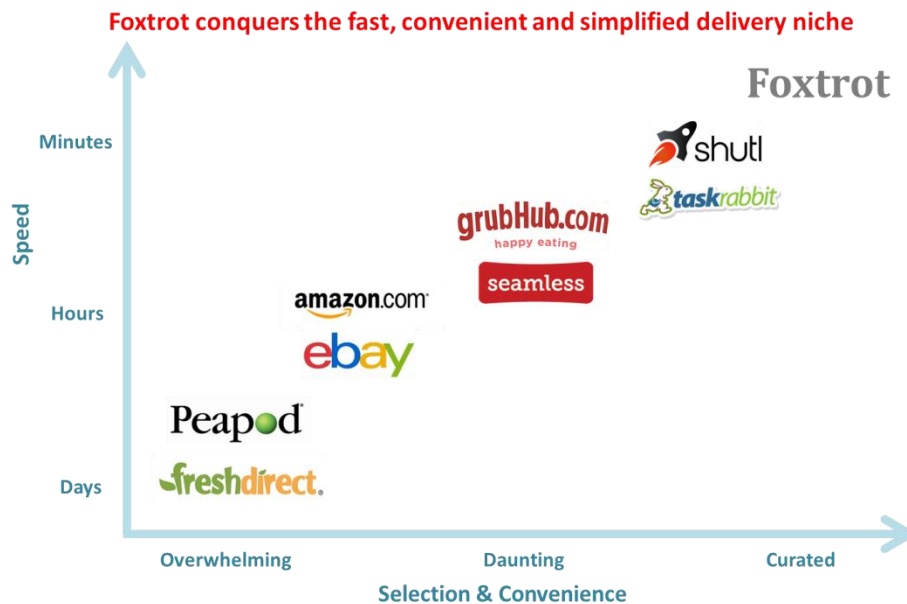 Foxtrot conquers the fast, convenient and simplified delivery niche
Foxtrot
Minutes
shutl
taskrabbit
Speed
grubHub.com
happy eating
seamless
amazon.com
Hours
ebay
Peapod
freshdirect.
Days
Overwhelming
Daunting
Curated
Selection & Convenience